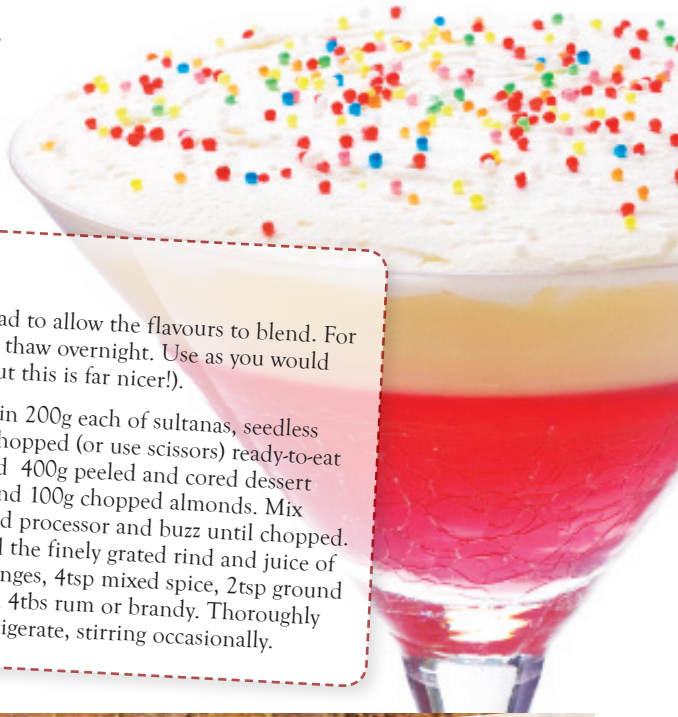 ad to allow the flavours to blend. For
thaw overnight. Use as you would
ut this is far nicer!).
in 200g each of sultanas, seedless
hopped (or use scissors) ready-to-eat
d 400g peeled and cored dessert
nd 100g chopped almonds. Mix
d processor and buzz until chopped.
l the finely grated rind and juice of
nges, 4tsp mixed spice, 2tsp ground
4tbs rum or brandy. Thoroughly
igerate, stirring occasionally.